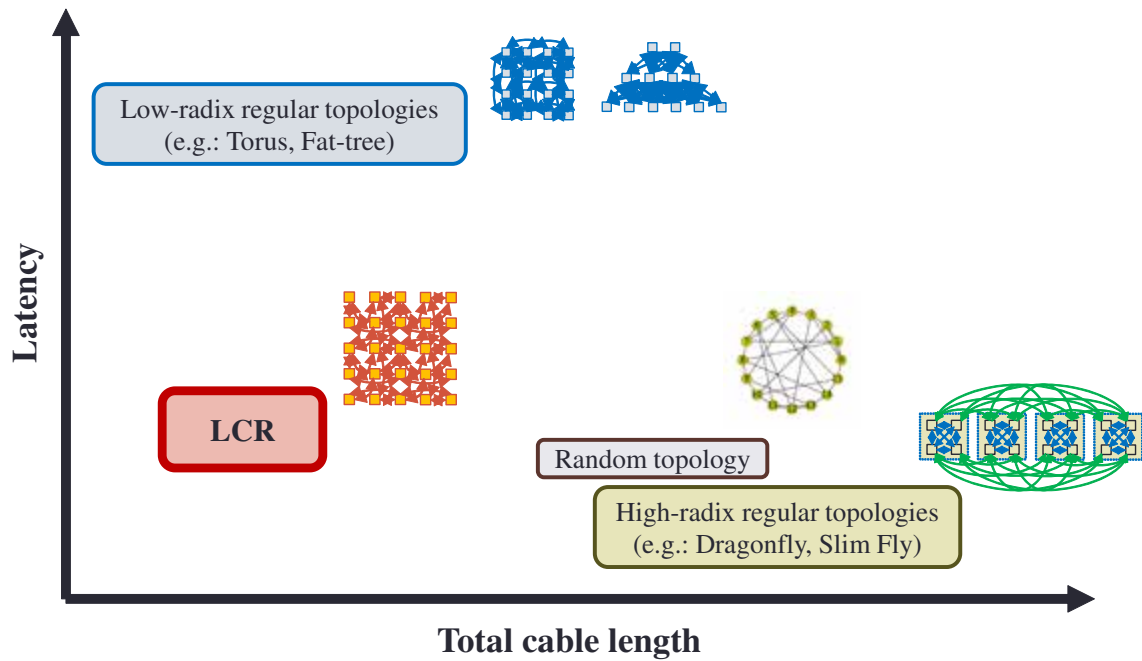 Low-radix regular topologies
(e.g.: Torus, Fat-tree)
Latency
LCR
Random topology
High-radix regular topologies
(e.g.: Dragonfly, Slim Fly)
Total cable length